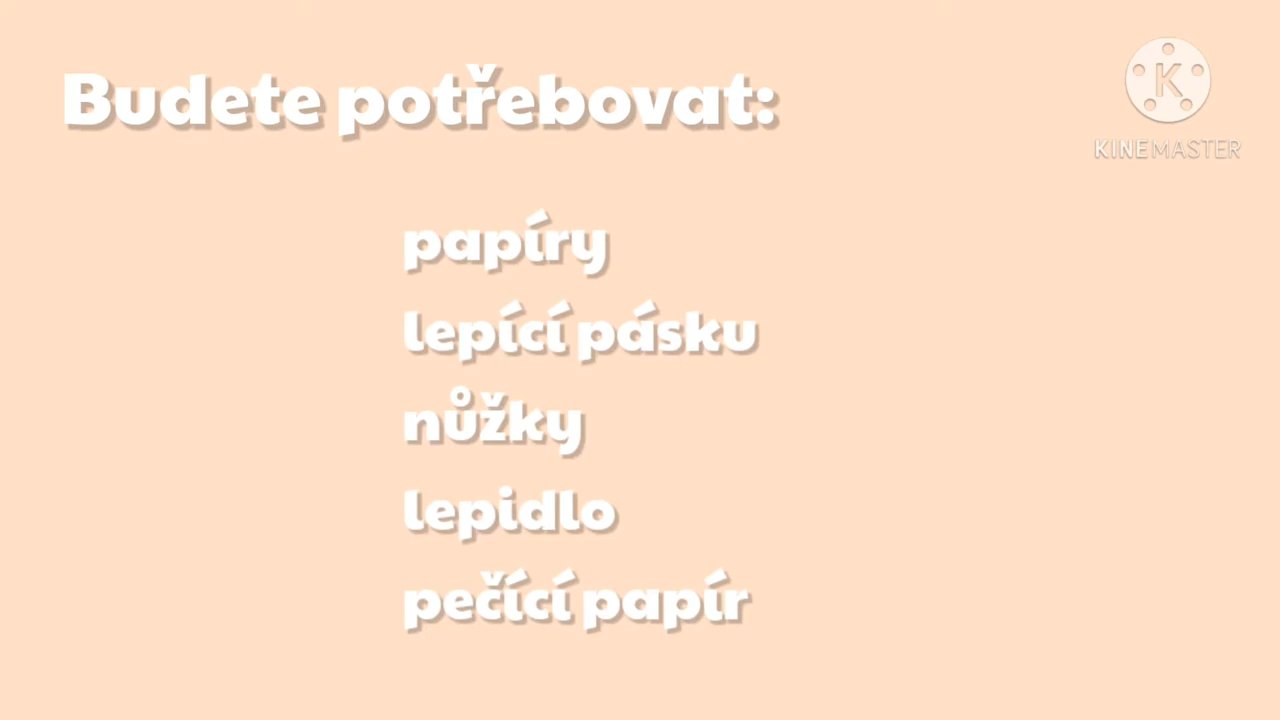 Budete potřebovat:
KINEMASTER
papíry
lepící pásku
nůžky
lepidlo
pečící papír